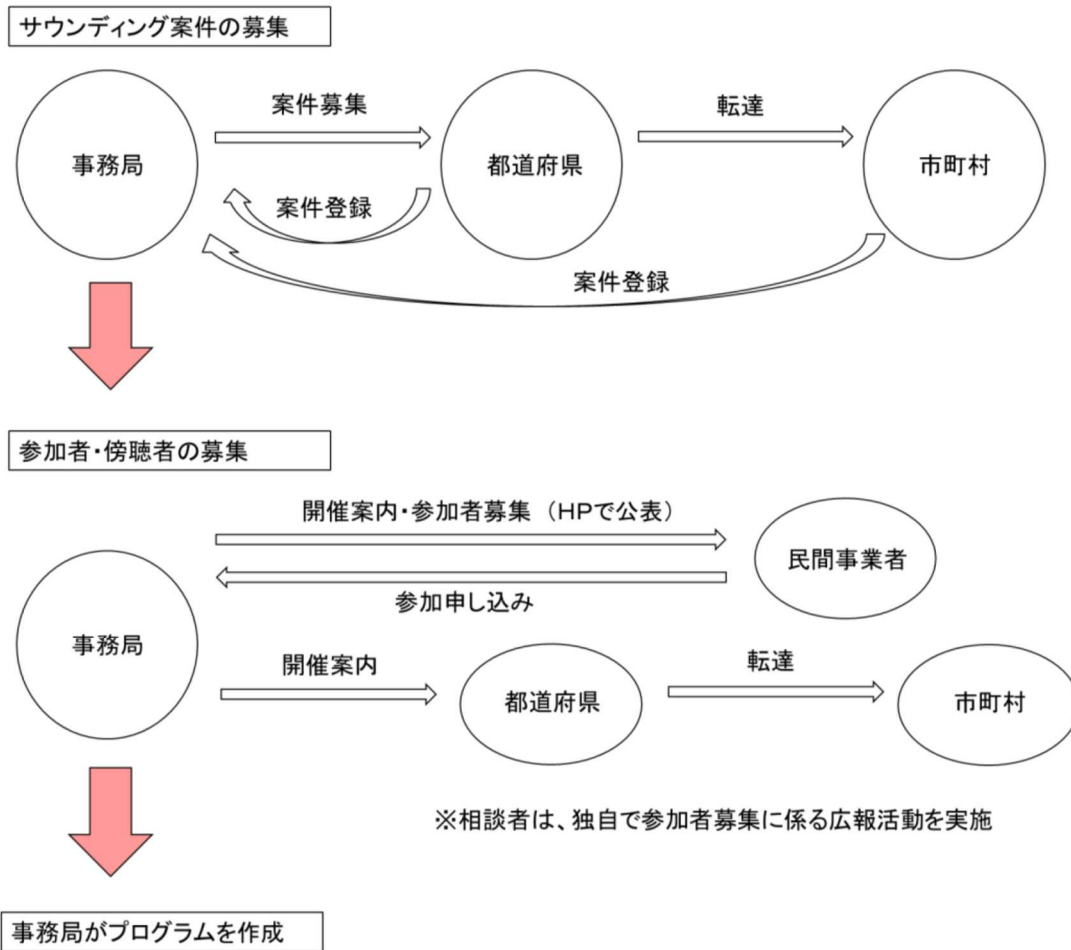 サウンディング案件の募集
案件募集
転達
事務局
都道府県
市町村
案件登録
案件登録
参加者・傍聴者の募集
開催案内・参加者募集（HPで公表）
民間事業者
参加申し込み
事務局
開催案内
転達
都道府県
市町村
※相談者は、独自で参加者募集に係る広報活動を実施
事務局がプログラムを作成